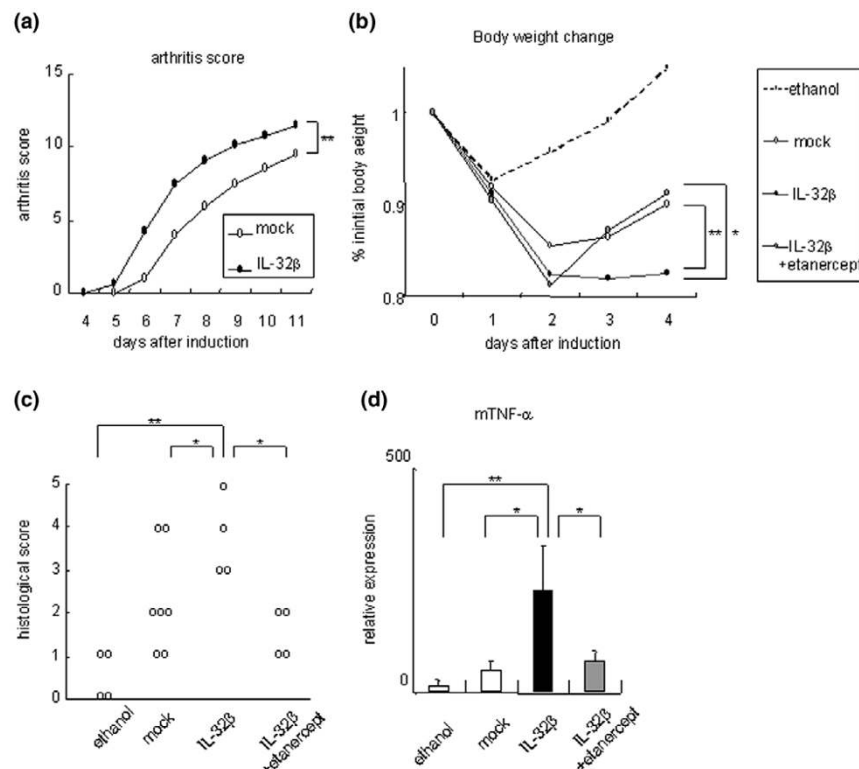 (a)
arthritis score
15
10
5
0
arthritis score
**
mock
IL-32β
4 5 6 7 8 9 10 11
days after induction
(b)
Body weight change
1
0.9
0.8
% inintial body aeight
** *
0 1 2 3 4
days after induction
ethanol
mock
IL-32β
IL-32β
+etanercept
(c)
**
* *
5
4
3
2
1
0
histological score
ethanol
mock
IL-32β
IL-32β
+etanercept
(d)
mTNF-α
500
0
relative expression
**
* *
ethanol
mock
IL-32β
IL-32β
+etanercept